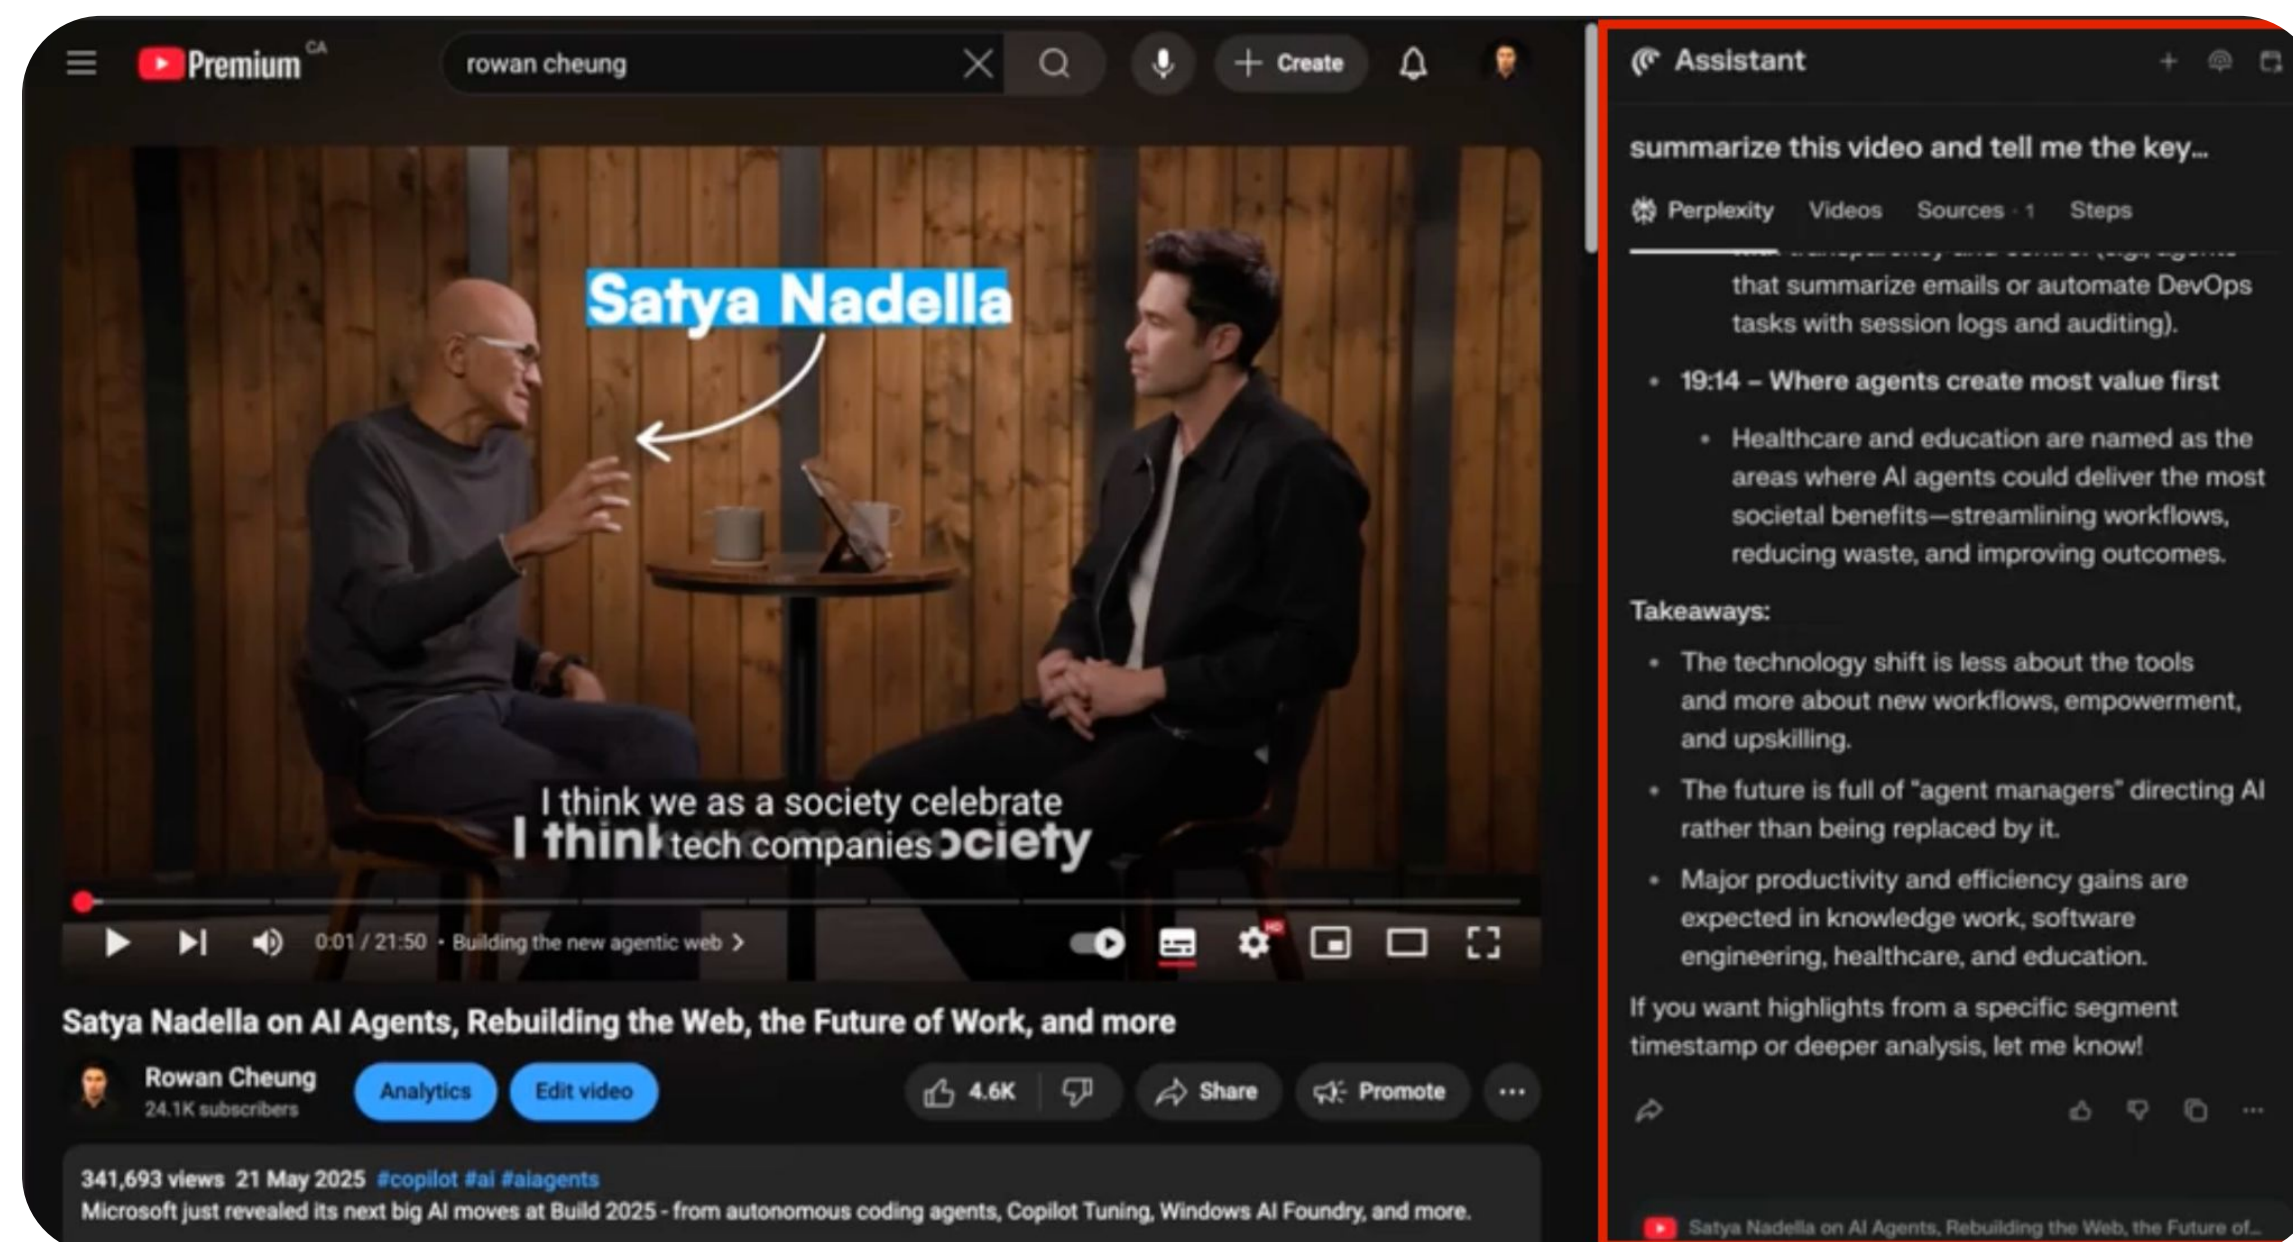 Premium CA
rowan cheung
Create
Satya Nadella
I think we as a society celebrate
tech companies
I think society
0:01 / 21:50 • Building the new agentic web
HD
Satya Nadella on AI Agents, Rebuilding the Web, the Future of Work, and more
Rowan Cheung
24.1K subscribers
Analytics
Edit video
4.6K
Share
Promote
341,693 views 21 May 2025 #copilot #ai #aiagents
Microsoft just revealed its next big AI moves at Build 2025 - from autonomous coding agents, Copilot Tuning, Windows AI Foundry, and more.
Assistant
summarize this video and tell me the key...
Perplexity Videos Sources · 1 Steps
that summarize emails or automate DevOps
tasks with session logs and auditing).
• 19:14 – Where agents create most value first
• Healthcare and education are named as the
areas where AI agents could deliver the most
societal benefits—streamlining workflows,
reducing waste, and improving outcomes.
Takeaways:
• The technology shift is less about the tools
and more about new workflows, empowerment,
and upskilling.
• The future is full of "agent managers" directing AI
rather than being replaced by it.
• Major productivity and efficiency gains are
expected in knowledge work, software
engineering, healthcare, and education.
If you want highlights from a specific segment
timestamp or deeper analysis, let me know!
Satya Nadella on AI Agents, Rebuilding the Web, the Future of...